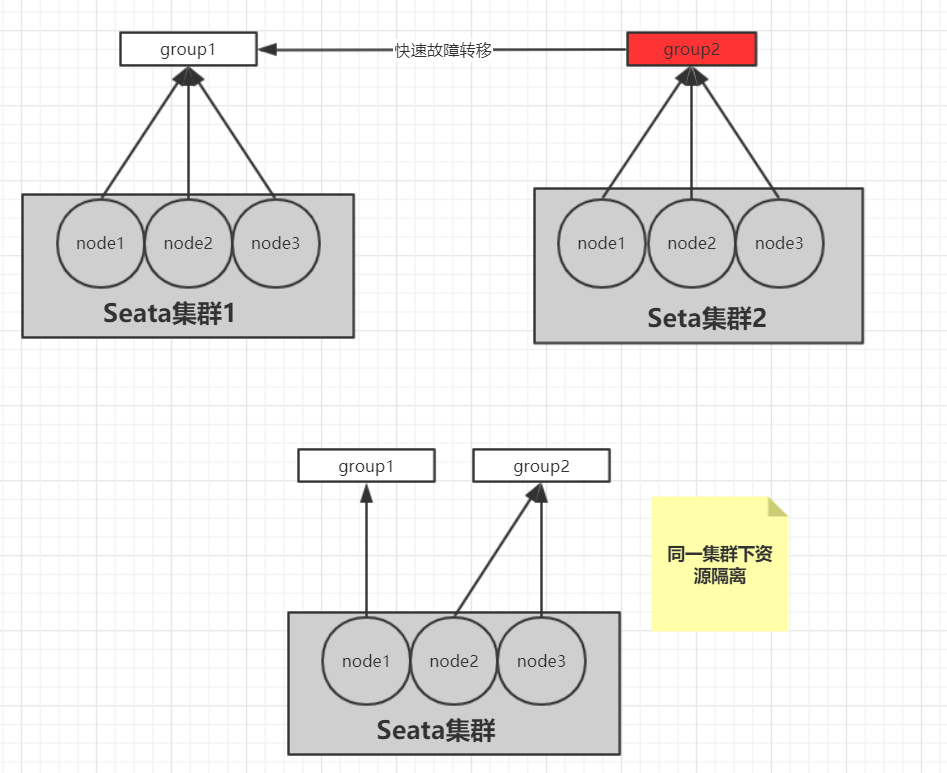 group1
快速故障转移
group2
node1
node2
node3
Seata集群1
node1
node2
node3
Seta集群2
group1
group2
同一集群下资
源隔离
node1
node2
node3
Seata集群